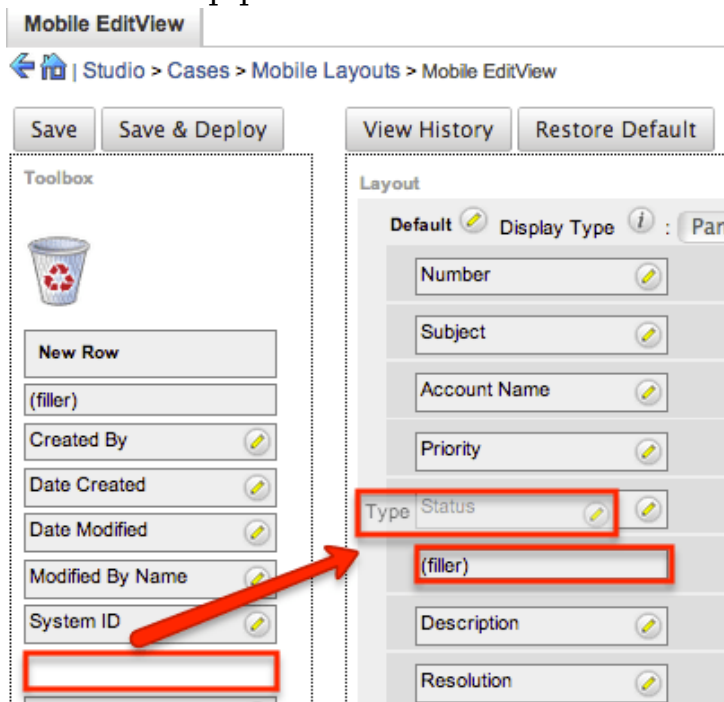 Mobile EditView
| Studio > Cases > Mobile Layouts > Mobile EditView
Save
Save & Deploy
View History
Restore Default
Toolbox
New Row
(filler)
Created By
Date Created
Date Modified
Modified By Name
System ID
Layout
Default Display Type i : Par
Number
Subject
Account Name
Priority
Type Status
(filler)
Description
Resolution